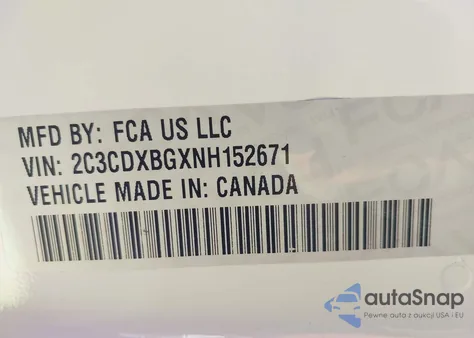 MFD BY: FCA US LLC
VIN: 2C3CDXBGXNH152671
VEHICLE MADE IN: CANADA
autaSnap
Pewne auta z aukcji USA i EU